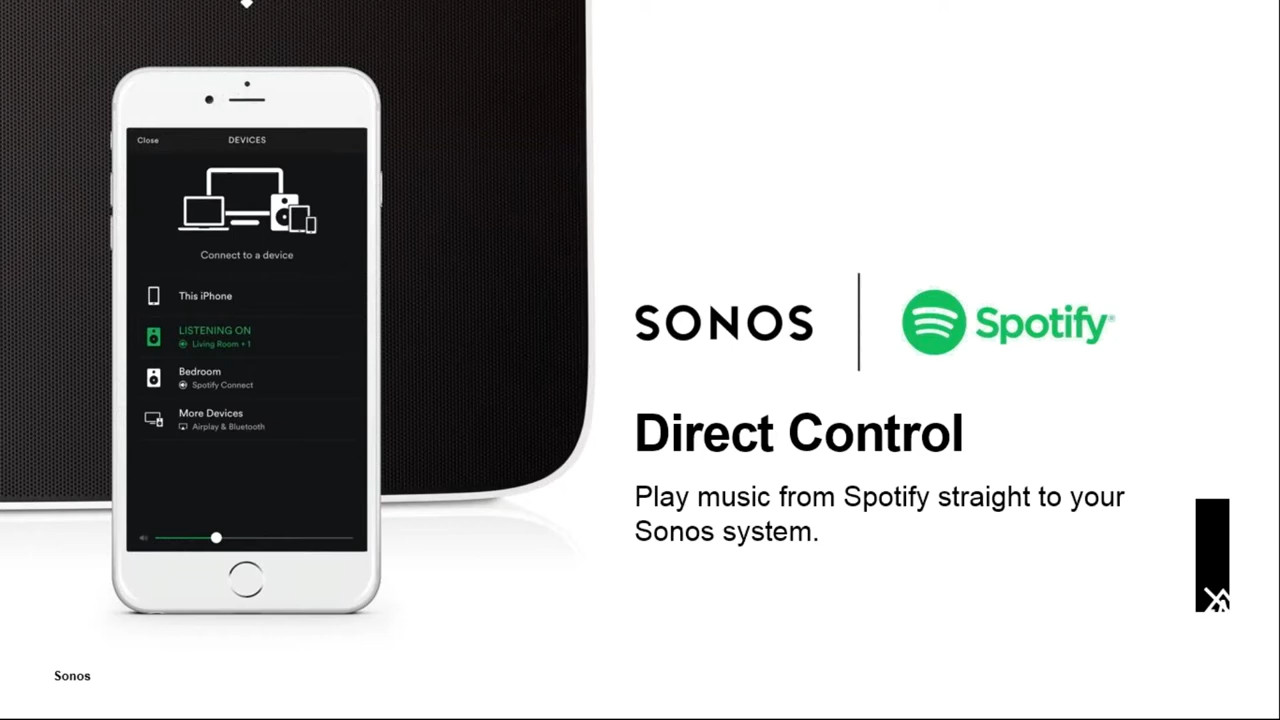 Close DEVICES
Connect to a device
This iPhone
LISTENING ON
Living Room + 1
Bedroom
Spotify Connect
More Devices
Airplay & Bluetooth
SONOS
Spotify®
Direct Control
Play music from Spotify straight to your
Sonos system.
Sonos